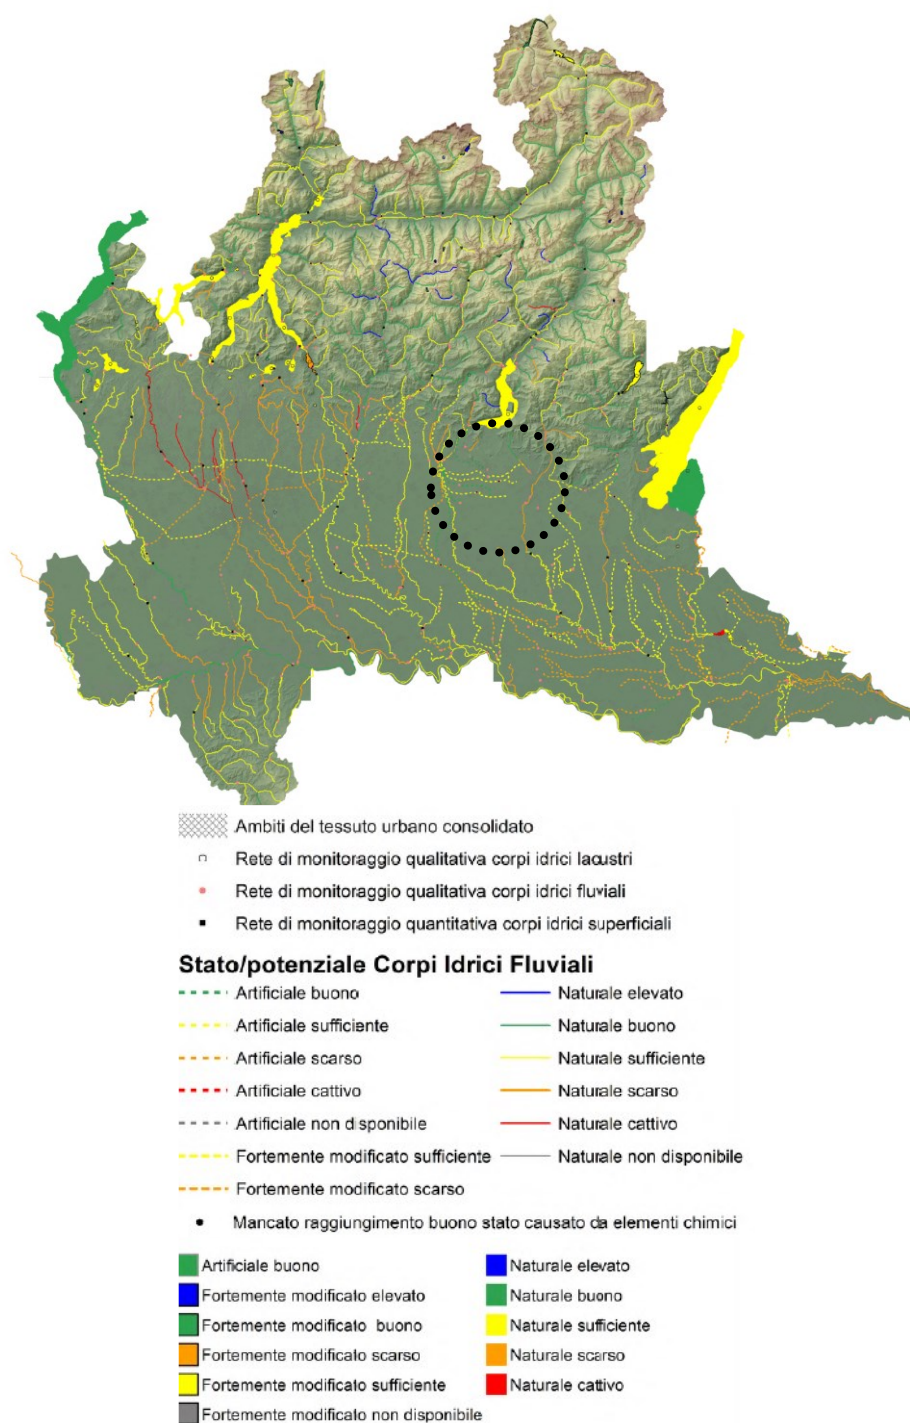 Ambiti del tessuto urbano consolidato
Rete di monitoraggio qualitativa corpi idrici lacustri
Rete di monitoraggio qualitativa corpi idrici fluviali
Rete di monitoraggio quantitativa corpi idrici superficiali
Stato/potenziale Corpi Idrici Fluviali
Artificiale buono
Artificiale sufficiente
Artificiale scarso
Artificiale cattivo
Artificiale non disponibile
Fortemente modificato sufficiente
Fortemente modificato scarso
Naturale elevato
Naturale buono
Naturale sufficiente
Naturale scarso
Naturale cattivo
Naturale non disponibile
Mancato raggiungimento buono stato causato da elementi chimici
Artificiale buono
Fortemente modificato elevato
Fortemente modificato buono
Fortemente modificato scarso
Fortemente modificato sufficiente
Fortemente modificato non disponibile
Naturale elevato
Naturale buono
Naturale sufficiente
Naturale scarso
Naturale cattivo